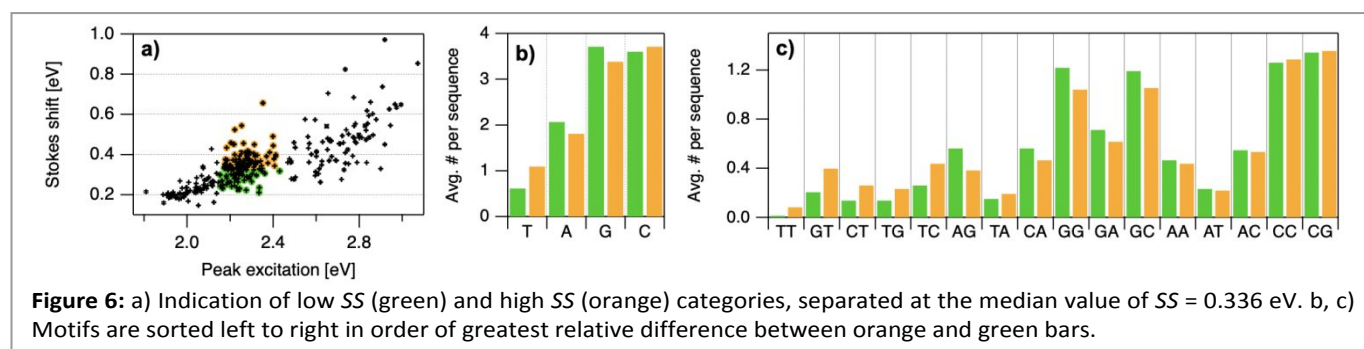 a)
1.0
0.8
0.6
0.4
0.2
Stokes shift [eV]
2.0 2.4 2.8
Peak excitation [eV]
b)
4
3
2
1
0
Avg. # per sequence
T A G C
c)
1.2
0.8
0.4
0.0
Avg. # per sequence
TT GT CT TG TC AG TA CA GG GA GC AA AT AC CC CG
Figure 6: a) Indication of low SS (green) and high SS (orange) categories, separated at the median value of SS = 0.336 eV. b, c)
Motifs are sorted left to right in order of greatest relative difference between orange and green bars.